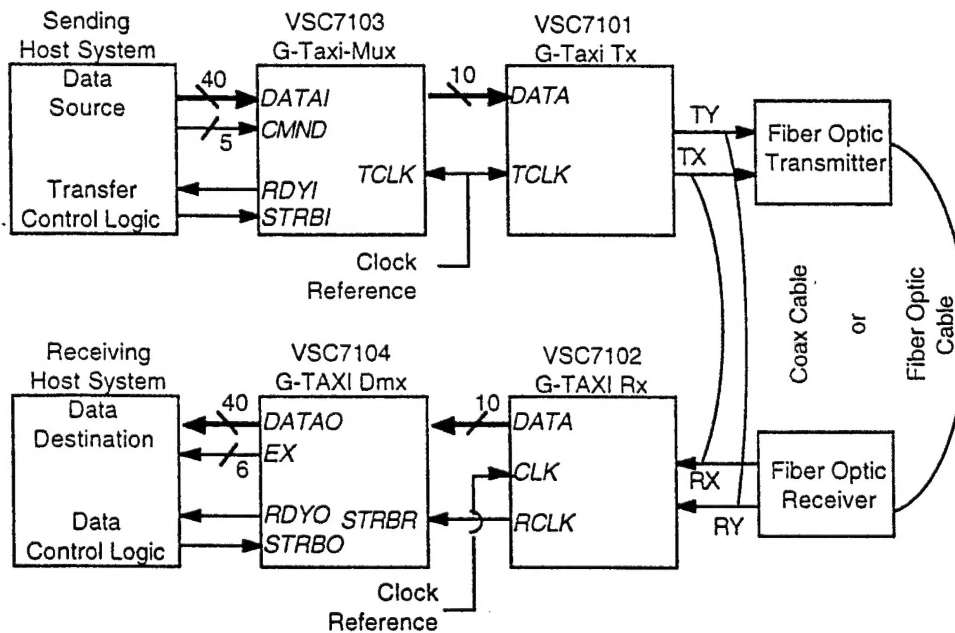 Sending
Host System
VSC7103
G-Taxi-Mux
VSC7101
G-Taxi Tx
Data
Source
40
DATAI
5
CMND
Transfer
Control Logic
RDYI
STRBI
TCLK
10
DATA
TCLK
Clock
Reference
TY
TX
Fiber Optic
Transmitter
Coax Cable
or
Fiber Optic
Cable
Receiving
Host System
VSC7104
G-TAXI Dmx
VSC7102
G-TAXI Rx
Data
Destination
40
DATAO
6
EX
Data
Control Logic
RDYO
STRBO
STRBR
10
DATA
CLK
RCLK
Clock
Reference
RX
RY
Fiber Optic
Receiver